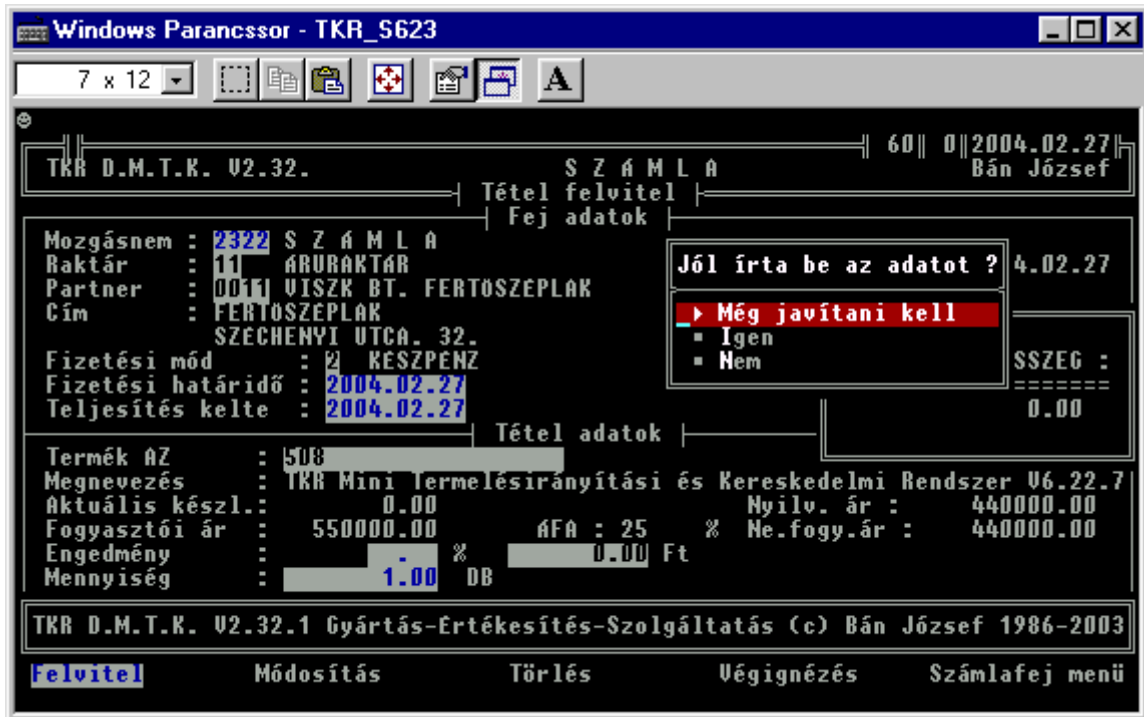 Windows Parancssor - TKR_S623
7 x 12
A
60 0 2004.02.27
TKR D.M.T.K. V2.32. S Z Á M L A Bán József
Tétel felvitel
Fej adatok
Mozgásnem : 2322 S Z Á M L A
Raktár : 11 ÁRURAKTÁR
Partner : 0011 VISZK BT. FERTŐSZÉPLAK
Cím : FERTŐSZÉPLAK
SZÉCHENYI UTCA. 32.
Fizetési mód : 2 KÉSZPÉNZ
Fizetési határidő : 2004.02.27
Teljesítés kelte : 2004.02.27
Jól írta be az adatot ? 4.02.27
Még javítani kell
Igen
Nem
SSZEG :
=======
0.00
Tétel adatok
Termék AZ : 508
Megnevezés : TKR Mini Termelésirányítási és Kereskedelmi Rendszer V6.22.7
Aktuális készl.: 0.00 Nyilv. ár : 440000.00
Fogyasztói ár : 550000.00 ÁFA : 25 % Ne.fogy.ár : 440000.00
Engedmény : . % 0.00 Ft
Mennyiség : 1.00 DB
TKR D.M.T.K. V2.32.1 Gyártás-Értékesítés-Szolgáltatás (c) Bán József 1986-2003
Felvitel Módosítás Törlés Végignézés Számlafej menü